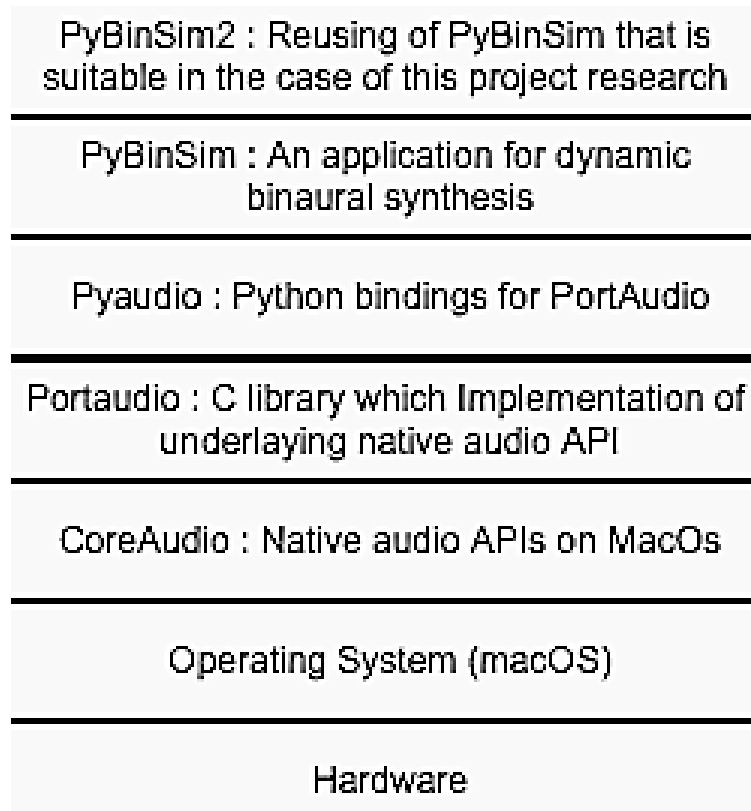 PyBinSim2 : Reusing of PyBinSim that is
suitable in the case of this project research
PyBinSim : An application for dynamic
binaural synthesis
Pyaudio : Python bindings for PortAudio
Portaudio : C library which Implementation of
underlaying native audio API
CoreAudio : Native audio APIs on MacOs
Operating System (macOS)
Hardware